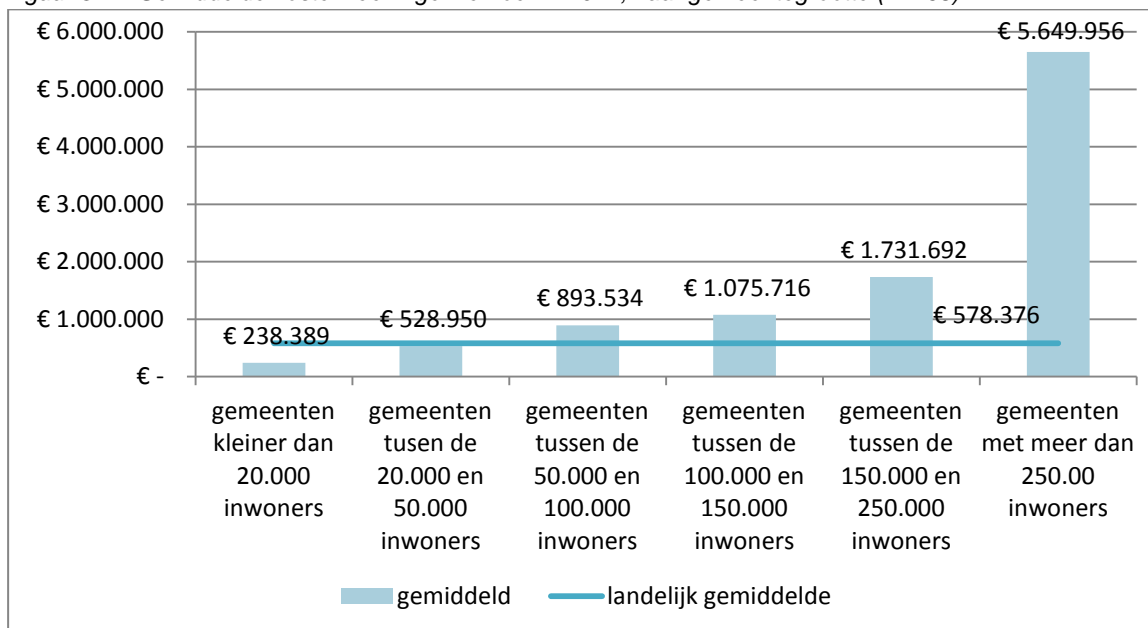 € 6.000.000
€ 5.000.000
€ 4.000.000
€ 3.000.000
€ 2.000.000
€ 1.000.000
€ -
€ 238.389
€ 528.950
€ 893.534
€ 1.075.716
€ 1.731.692
€ 578.376
€ 5.649.956
gemeenten
kleiner dan
20.000
inwoners
gemeenten
tusen de
20.000 en
50.000
inwoners
gemeenten
tussen de
50.000 en
100.000
inwoners
gemeenten
tussen de
100.000 en
150.000
inwoners
gemeenten
tussen de
150.000 en
250.000
inwoners
gemeenten
met meer dan
250.00
inwoners
gemiddeld
landelijk gemiddelde